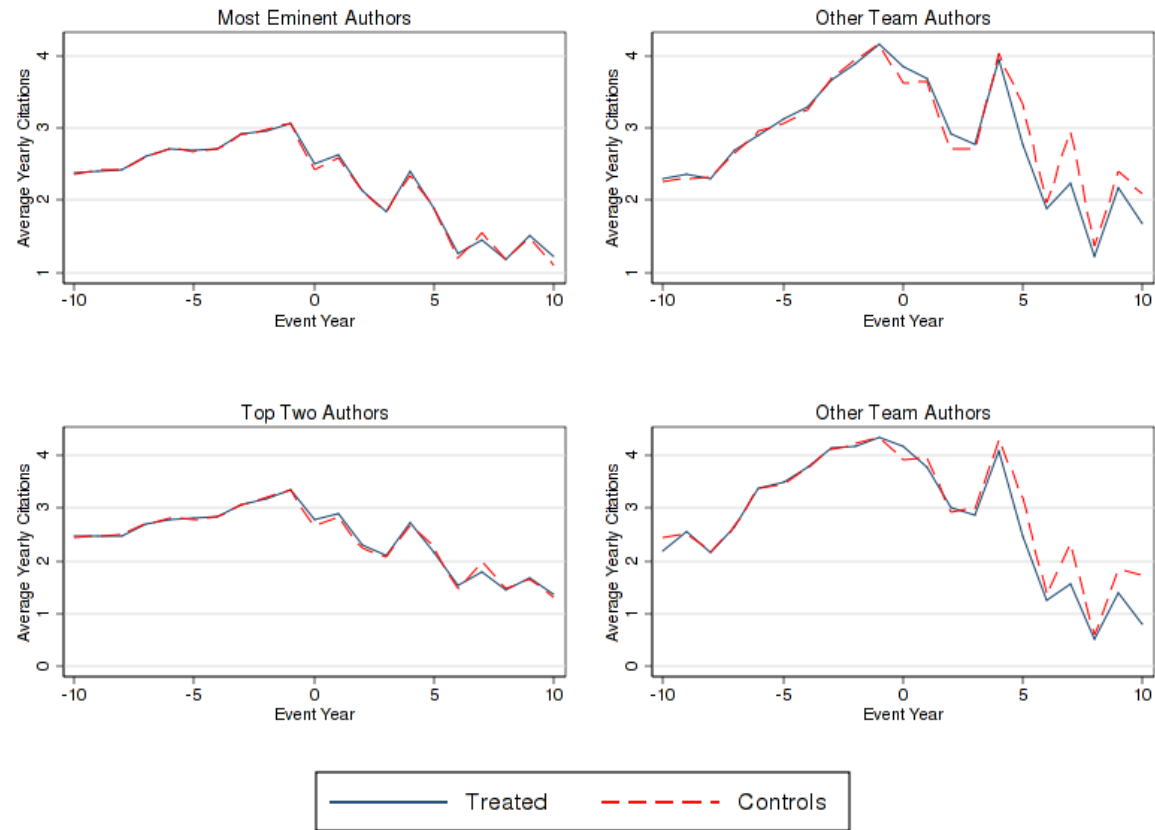 Most Eminent Authors
Average Yearly Citations
4
3
2
1
-10
-5
0
5
10
Event Year
Other Team Authors
Average Yearly Citations
4
3
2
1
-10
-5
0
5
10
Event Year
Top Two Authors
Average Yearly Citations
4
3
2
1
0
-10
-5
0
5
10
Event Year
Other Team Authors
Average Yearly Citations
4
3
2
1
0
-10
-5
0
5
10
Event Year
Treated
Controls